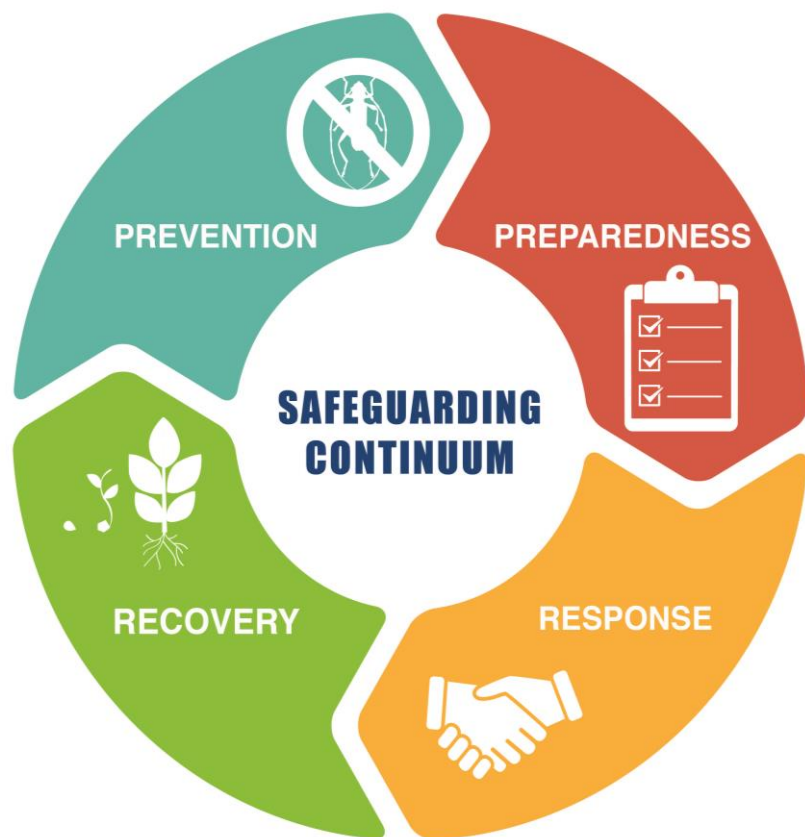 PREVENTION
PREPAREDNESS
SAFEGUARDING
CONTINUUM
RECOVERY
RESPONSE